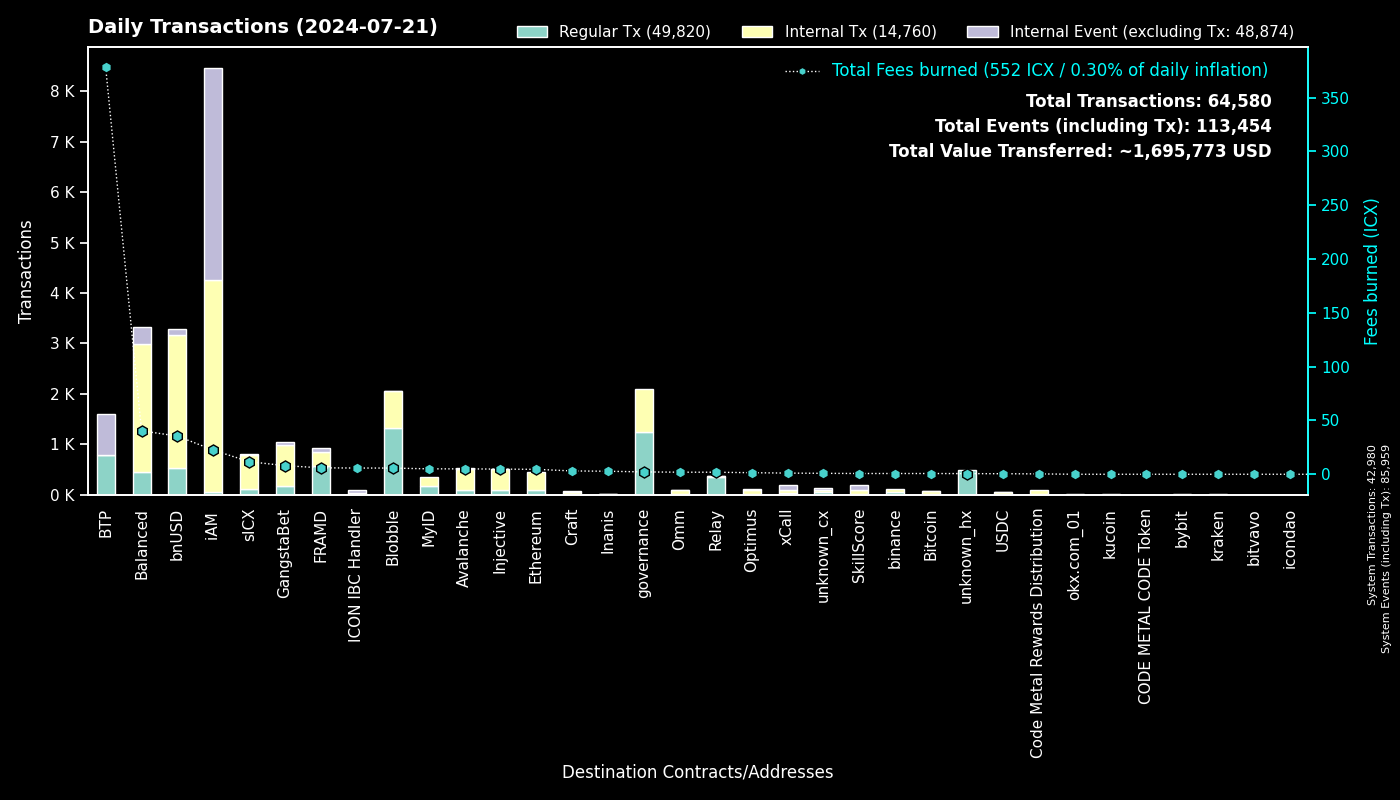 Daily Transactions (2024-07-21)
Regular Tx (49,820)
Internal Tx (14,760)
Internal Event (excluding Tx: 48,874)
Total Fees burned (552 ICX / 0.30% of daily inflation)
Total Transactions: 64,580
Total Events (including Tx): 113,454
Total Value Transferred: ~1,695,773 USD
Transactions
8 K
7 K
6 K
5 K
4 K
3 K
2 K
1 K
0 K
350
300
250
200
150
100
50
0
Fees burned (ICX)
BTP
Balanced
bnUSD
iAM
sICX
GangstaBet
FRAMD
ICON IBC Handler
Blobble
MyID
Avalanche
Injective
Ethereum
Craft
Inanis
governance
Omm
Relay
Optimus
xCall
unknown_cx
SkillScore
binance
Bitcoin
unknown_hx
USDC
Code Metal Rewards Distribution
okx.com_01
kucoin
CODE METAL CODE Token
bybit
kraken
bitvavo
icondao
Destination Contracts/Addresses
System Transactions: 42,980
System Events (including Tx): 85,959